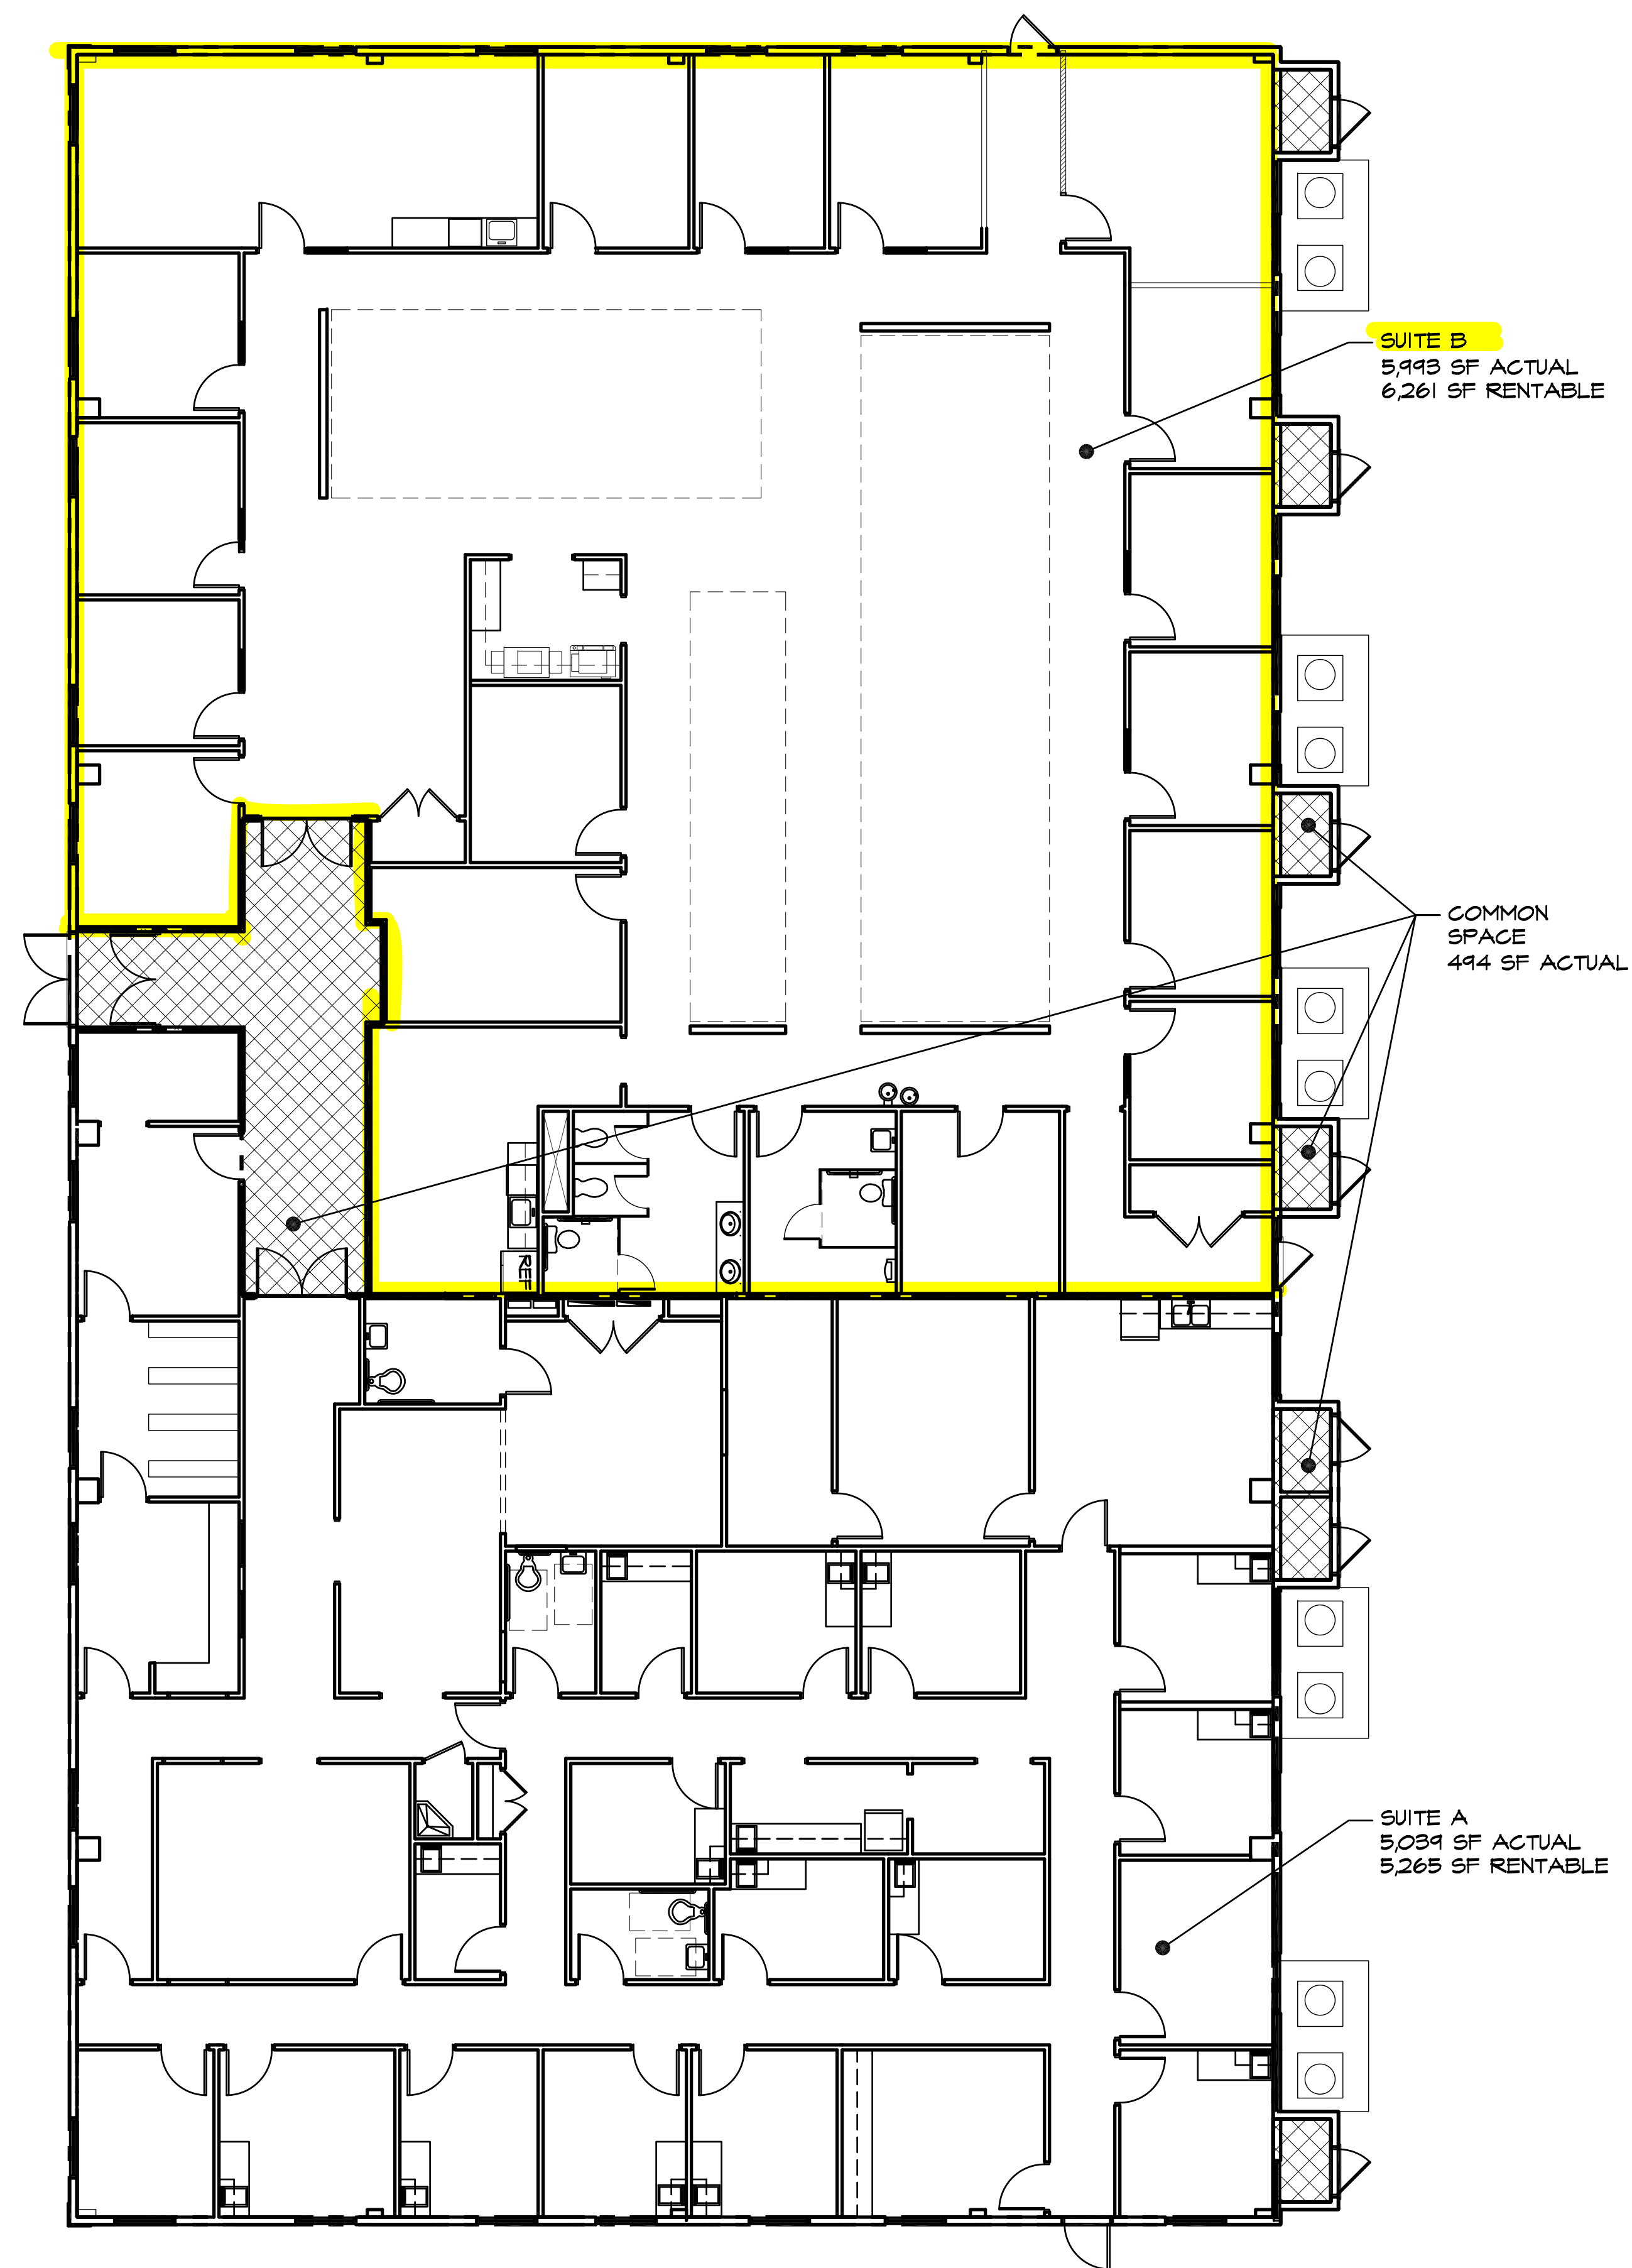 SUITE B
5,993 SF ACTUAL
6,261 SF RENTABLE
COMMON
SPACE
494 SF ACTUAL
REF
SUITE A
5,039 SF ACTUAL
5,265 SF RENTABLE